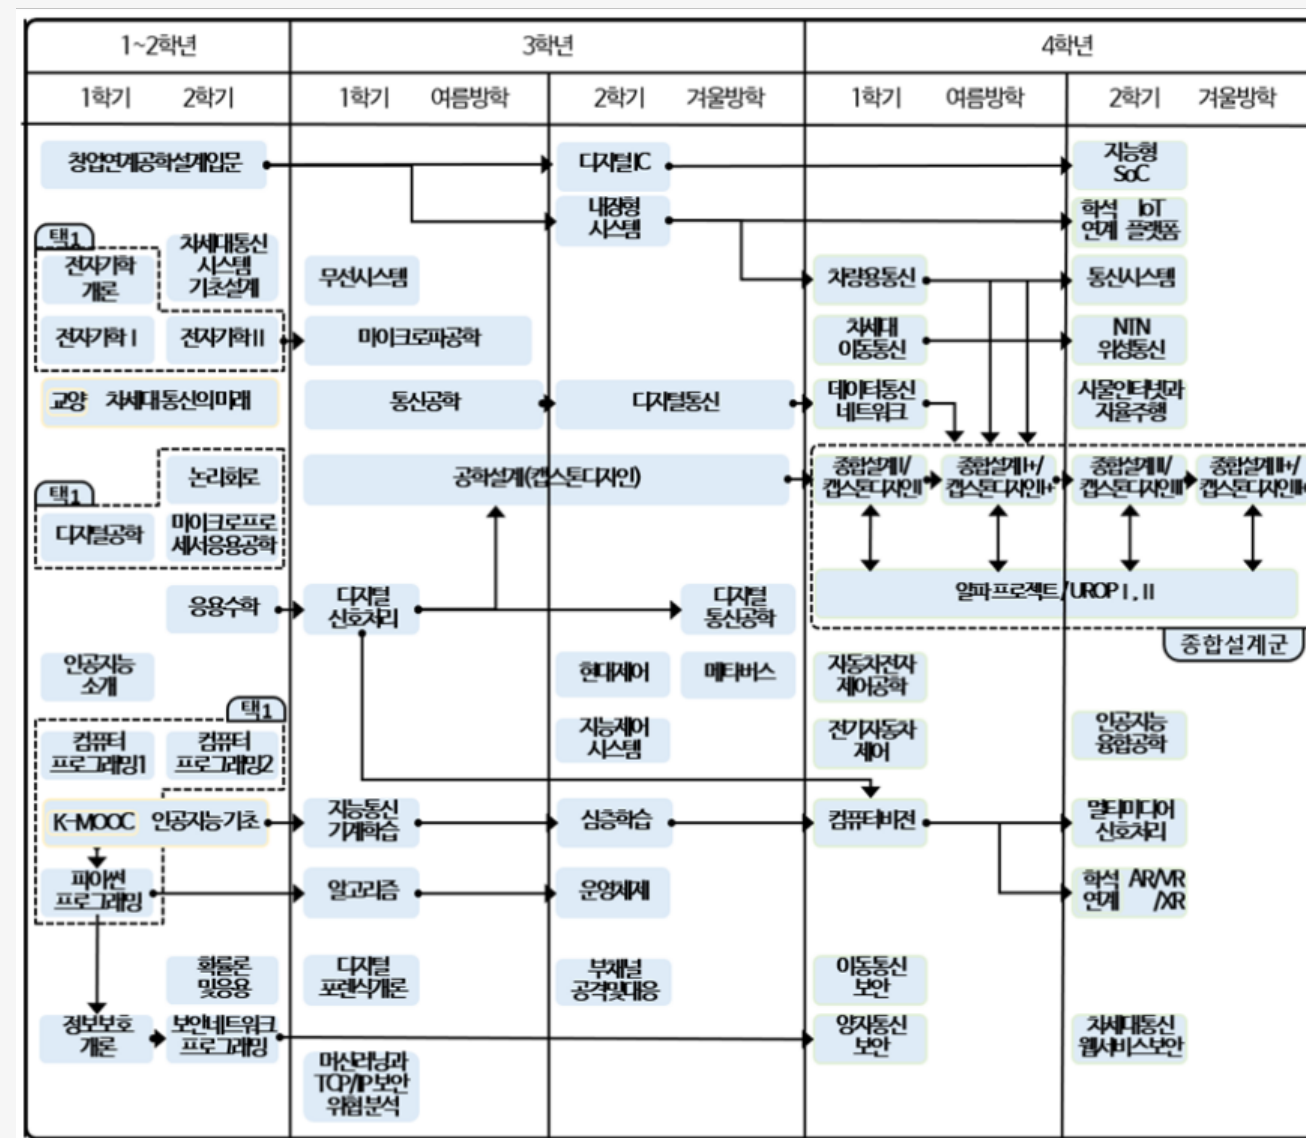 1~2학년
3학년
4학년
1학기
2학기
1학기
여름방학
2학기
겨울방학
1학기
여름방학
2학기
겨울방학
창업연계공학설계입문
디지털IC
지능형
SoC
내장형
시스템
학석 IoT
연계 플랫폼
택1
전자기학
개론
차세대통신
시스템
기초설계
무선시스템
차량용통신
통신시스템
전자기학 I
전자기학 II
마이크로파공학
차세대
이동통신
NTN
위성통신
교양 차세대 통신의 미래
통신공학
디지털통신
데이터통신
네트워크
사물인터넷과
자율주행
논리회로
택1
디지털공학
마이크로프로
세서응용공학
공학설계(캡스톤디자인)
종합설계I/
캡스톤디자인I
종합설계I+/
캡스톤디자인I+
종합설계II/
캡스톤디자인II
종합설계II+/
캡스톤디자인II+
알파 프로젝트 / UROP I , II
종합설계군
응용수학
디지털
신호처리
디지털
통신공학
인공지능
소개
현대제어
메타버스
자동차전자
제어공학
택1
컴퓨터
프로그래밍1
컴퓨터
프로그래밍2
지능제어
시스템
전기자동차
제어
인공지능
융합공학
K-MOOC 인공지능 기초
지능통신
기계학습
심층학습
컴퓨터비전
멀티미디어
신호처리
파이썬
프로그래밍
알고리즘
운영체제
학석 AR/VR
연계 /XR
확률론
및응용
디지털
포렌식개론
부채널
공격및대응
이동통신
보안
정보보호
개론
보안네트워크
프로그래밍
양자통신
보안
차세대통신
웹서비스보안
머신러닝과
TCP/IP 보안
위협 분석